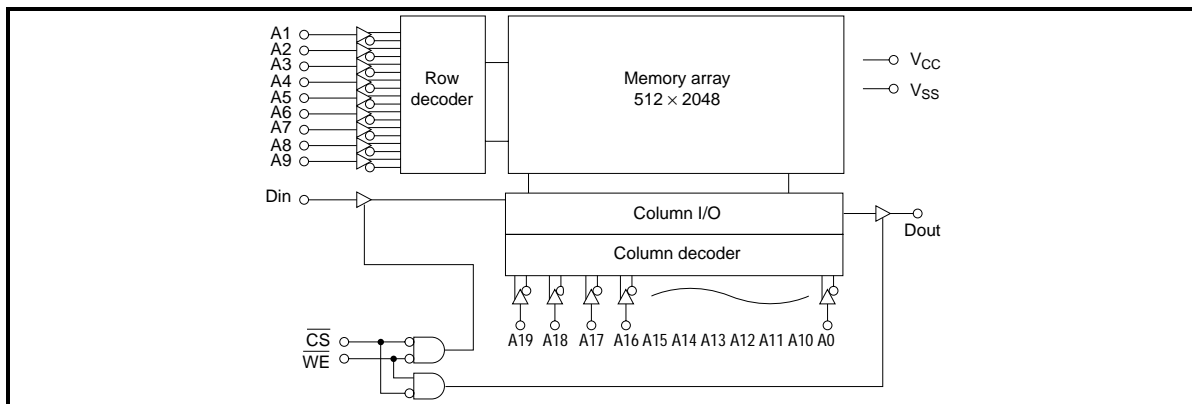 A1
A2
A3
A4
A5
A6
A7
A8
A9
Row
decoder
Memory array
512 × 2048
VCC
VSS
Din
Column I/O
Dout
Column decoder
A19 A18 A17 A16 A15 A14 A13 A12 A11 A10 A0
CS
WE